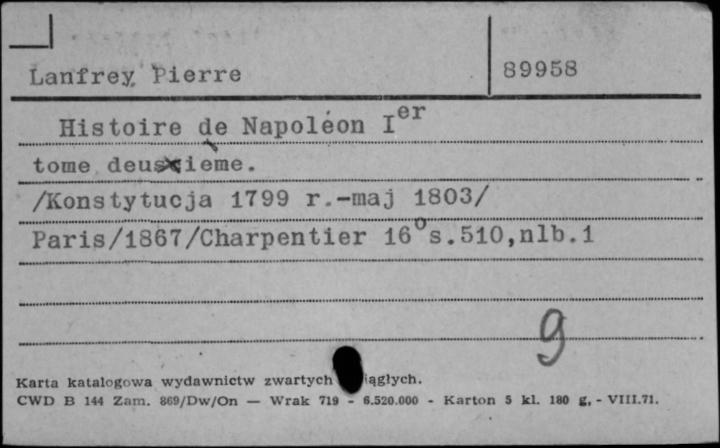 Lanfrey, Pierre
89958
Histoire de Napoléon Ier
tome deuxieme.
/Konstytucja 1799 r.-maj 1803/
Paris/1867/Charpentier 16°s.510,nlb.1
9
Karta katalogowa wydawnictw zwartych iągłych.
CWD B 144 Zam. 869/Dw/On — Wrak 719 - 6.520.000 - Karton 5 kl. 180 g. - VIII.71.